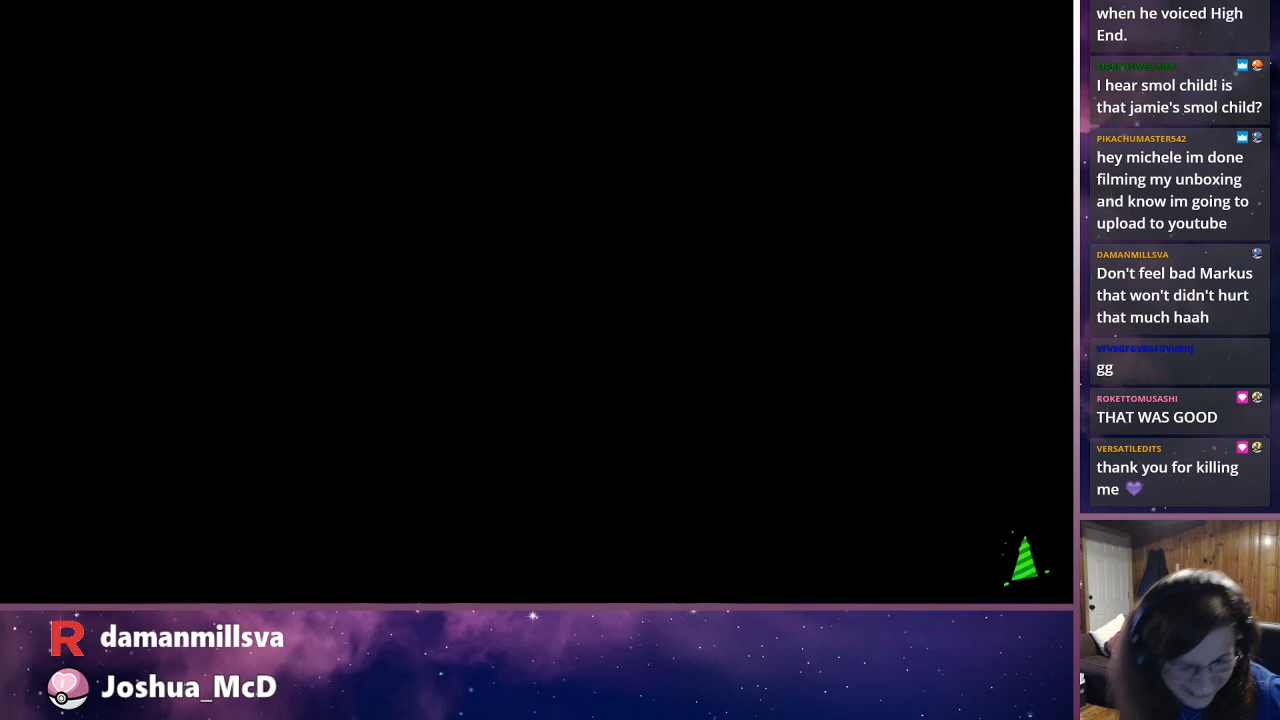 when he voiced High
End.
I hear smol child! is
that jamie's smol child?
PIKACHUMASTER542
hey michele im done
filming my unboxing
and know im going to
upload to youtube
DAMANMILLSVA
Don't feel bad Markus
that won't didn't hurt
that much haah
gg
ROKETTOMUSASHI
THAT WAS GOOD
VERSATILEDITS
thank you for killing
me
R damanmillsva
Joshua_McD